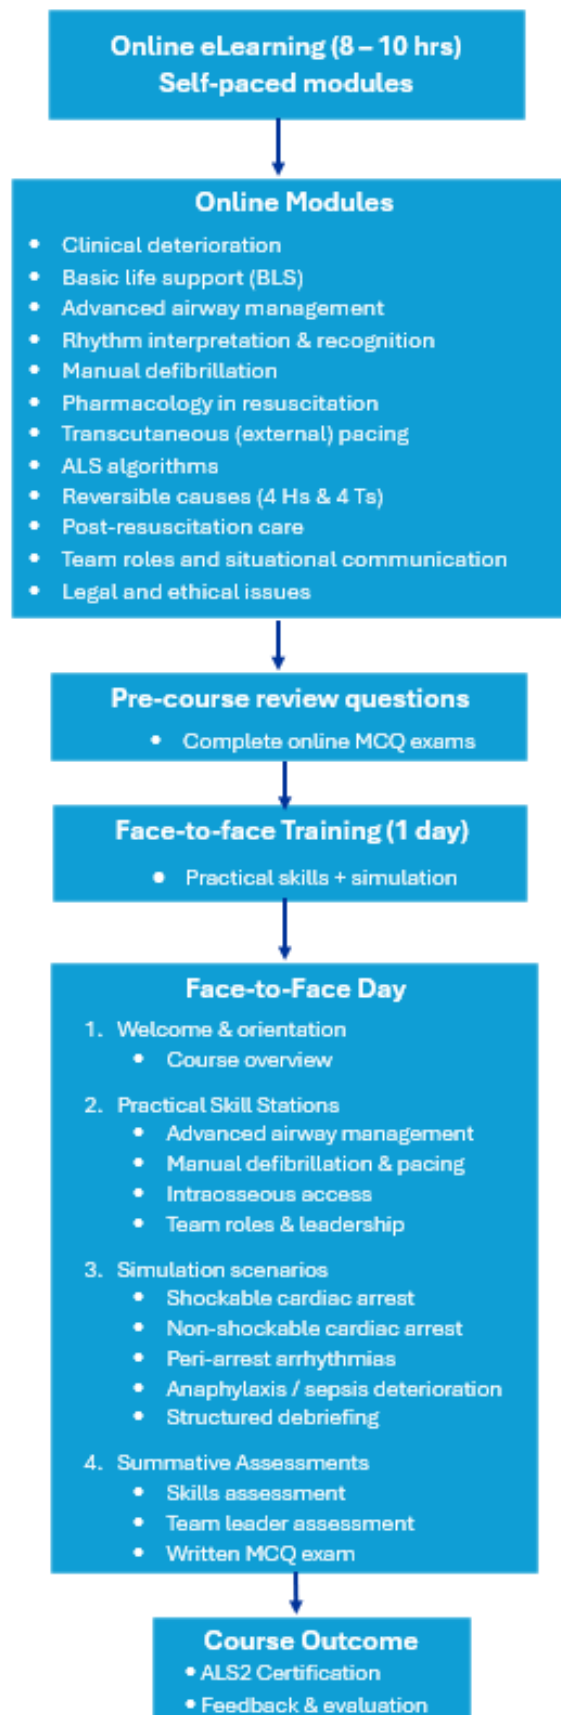 Online eLearning (8 – 10 hrs)
Self-paced modules
Online Modules
• Clinical deterioration
• Basic life support (BLS)
• Advanced airway management
• Rhythm interpretation & recognition
• Manual defibrillation
• Pharmacology in resuscitation
• Transcutaneous (external) pacing
• ALS algorithms
• Reversible causes (4 Hs & 4 Ts)
• Post-resuscitation care
• Team roles and situational communication
• Legal and ethical issues
Pre-course review questions
• Complete online MCQ exams
Face-to-face Training (1 day)
• Practical skills + simulation
Face-to-Face Day
1. Welcome & orientation
• Course overview
2. Practical Skill Stations
• Advanced airway management
• Manual defibrillation & pacing
• Intraosseous access
• Team roles & leadership
3. Simulation scenarios
• Shockable cardiac arrest
• Non-shockable cardiac arrest
• Peri-arrest arrhythmias
• Anaphylaxis / sepsis deterioration
• Structured debriefing
4. Summative Assessments
• Skills assessment
• Team leader assessment
• Written MCQ exam
Course Outcome
• ALS2 Certification
• Feedback & evaluation